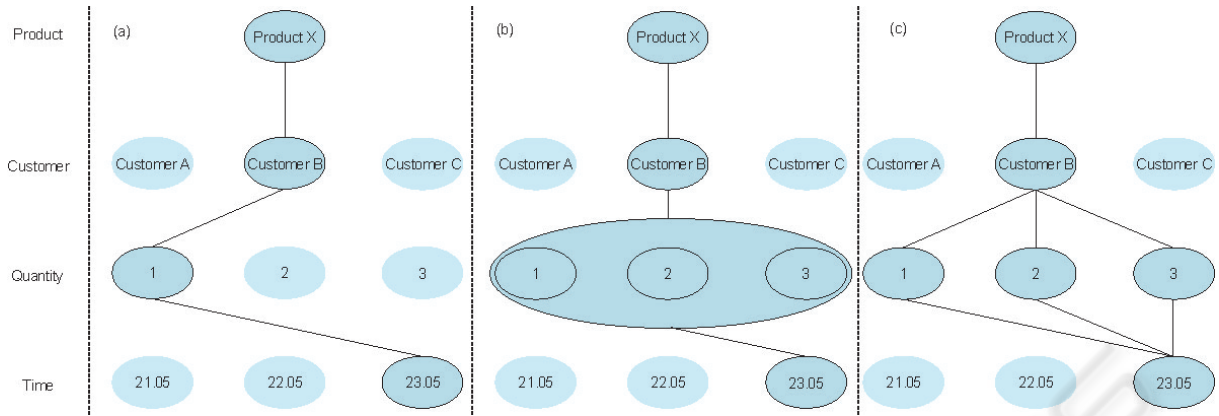 Product (a) Product X (b) Product X (c) Product X
Customer Customer A Customer B Customer C Customer A Customer B Customer C Customer A Customer B Customer C
Quantity 1 2 3 1 2 3 1 2 3
Time 21.05 22.05 23.05 21.05 22.05 23.05 21.05 22.05 23.05